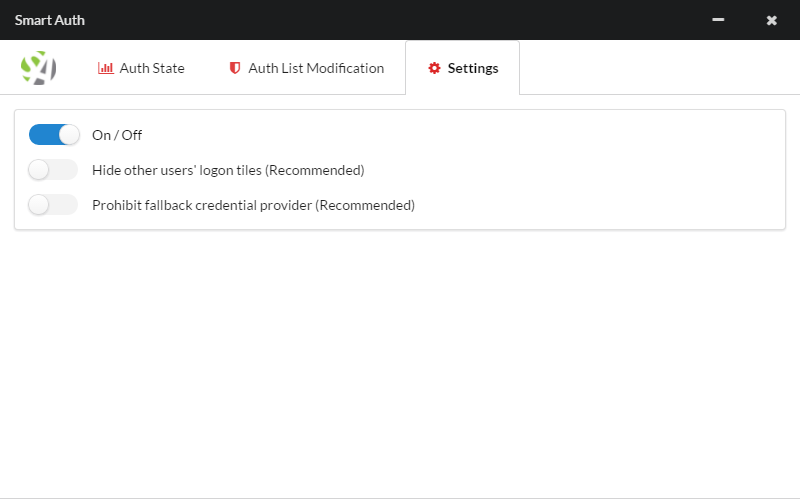 Smart Auth
SA
Auth State
Auth List Modification
Settings
On / Off
Hide other users' logon tiles (Recommended)
Prohibit fallback credential provider (Recommended)